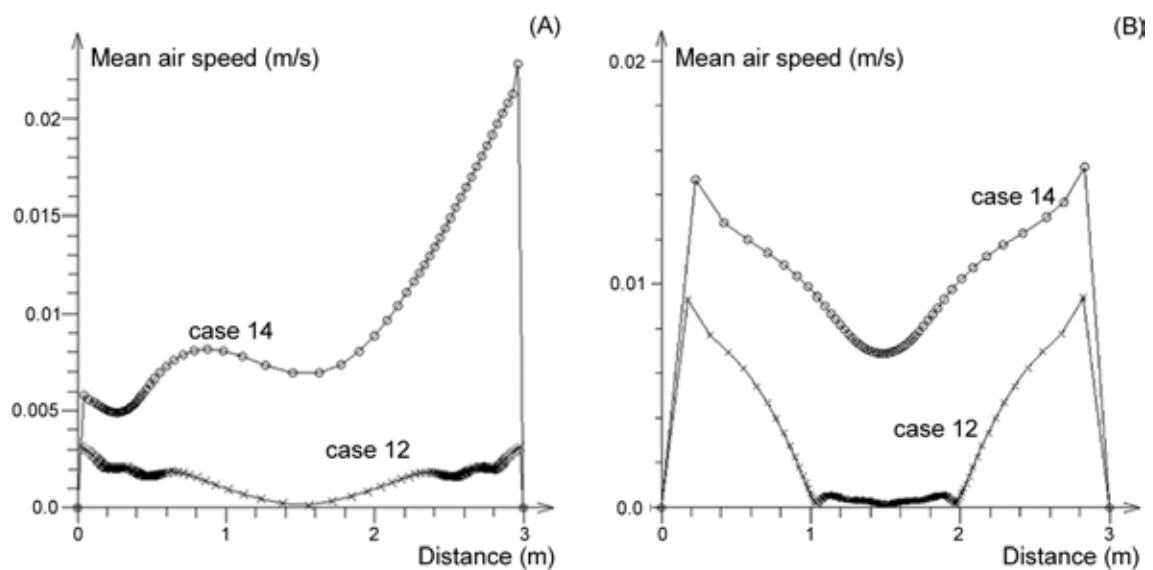 (A)
Mean air speed (m/s)
0.02
0.015
0.01
0.005
0.0
case 14
case 12
0 1 2 3
Distance (m)
(B)
Mean air speed (m/s)
0.02
0.01
0.0
case 14
case 12
0 1 2 3
Distance (m)